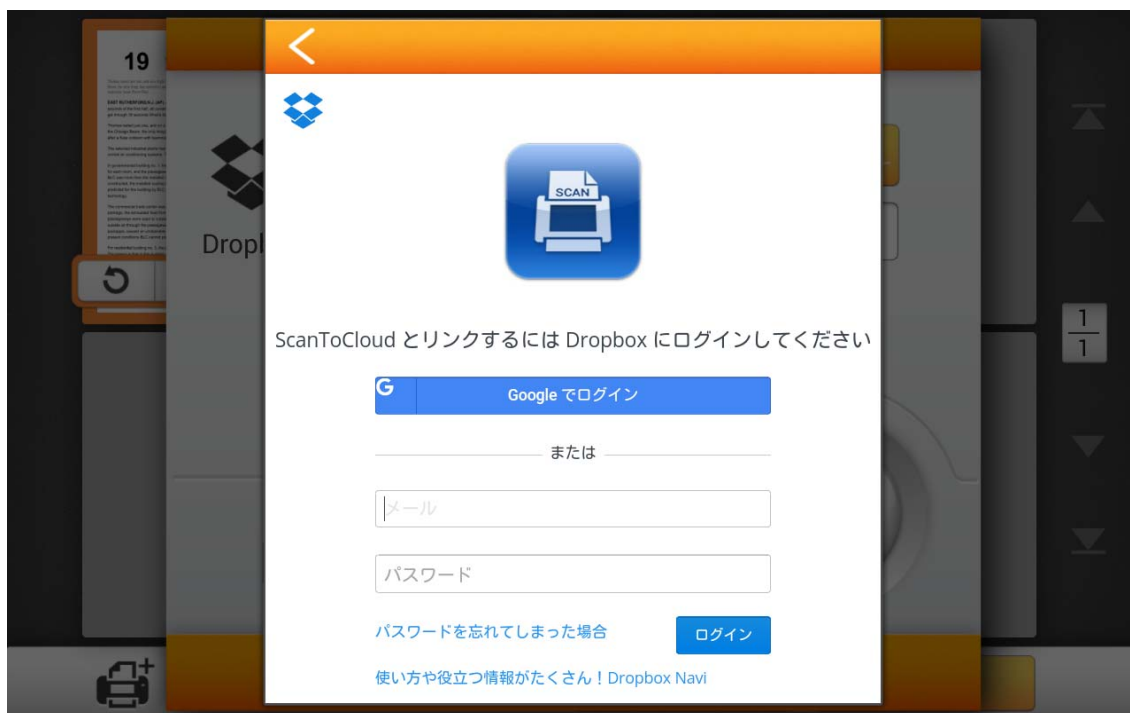 19
Dropl
SCAN
ScanToCloud とリンクするには Dropbox にログインしてください
G
Google でログイン
または
メール
パスワード
パスワードを忘れてしまった場合
ログイン
使い方や役立つ情報がたくさん！Dropbox Navi
1
1